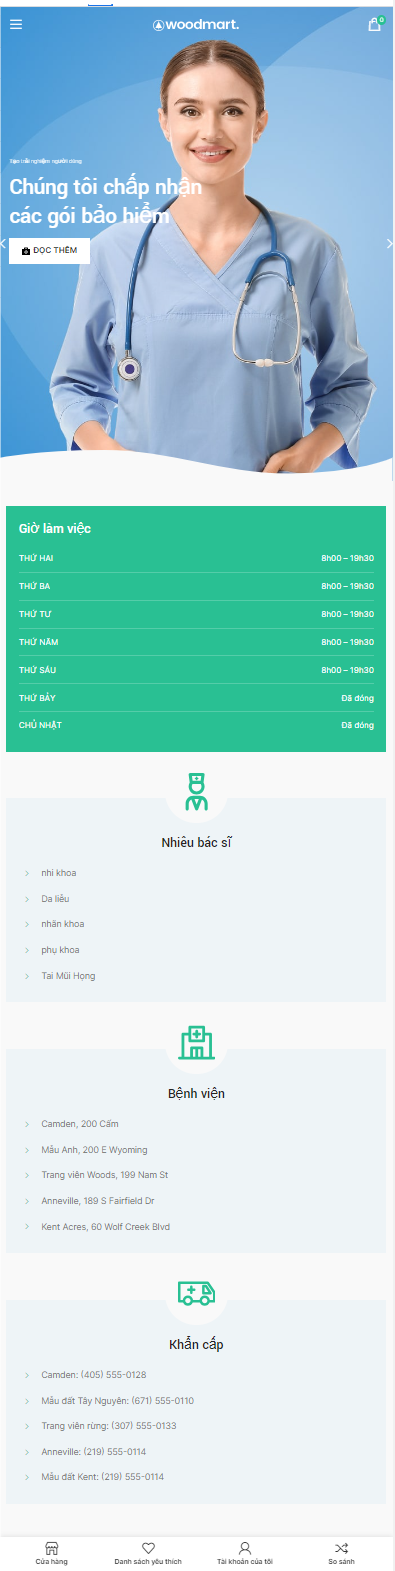 woodmart.
0
Trải nghiệm người dùng
Chúng tôi chấp nhận
các gói bảo hiểm
ĐỌC THÊM
Giờ làm việc
THỨ HAI 8h00 – 19h30
THỨ BA 8h00 – 19h30
THỨ TƯ 8h00 – 19h30
THỨ NĂM 8h00 – 19h30
THỨ SÁU 8h00 – 19h30
THỨ BẢY Đã đóng
CHỦ NHẬT Đã đóng
Nhiều bác sĩ
nhi khoa
Da liễu
nhãn khoa
phụ khoa
Tai Mũi Họng
Bệnh viện
Camden, 200 Cấm
Mẫu Anh, 200 E Wyoming
Trang viên Woods, 199 Nam St
Anneville, 189 S Fairfield Dr
Kent Acres, 60 Wolf Creek Blvd
Khẩn cấp
Camden: (405) 555-0128
Mẫu đất Tây Nguyên: (671) 555-0110
Trang viên rừng: (307) 555-0133
Anneville: (219) 555-0114
Mẫu đất Kent: (219) 555-0114
Cửa hàng
Danh sách yêu thích
Tài khoản của tôi
So sánh